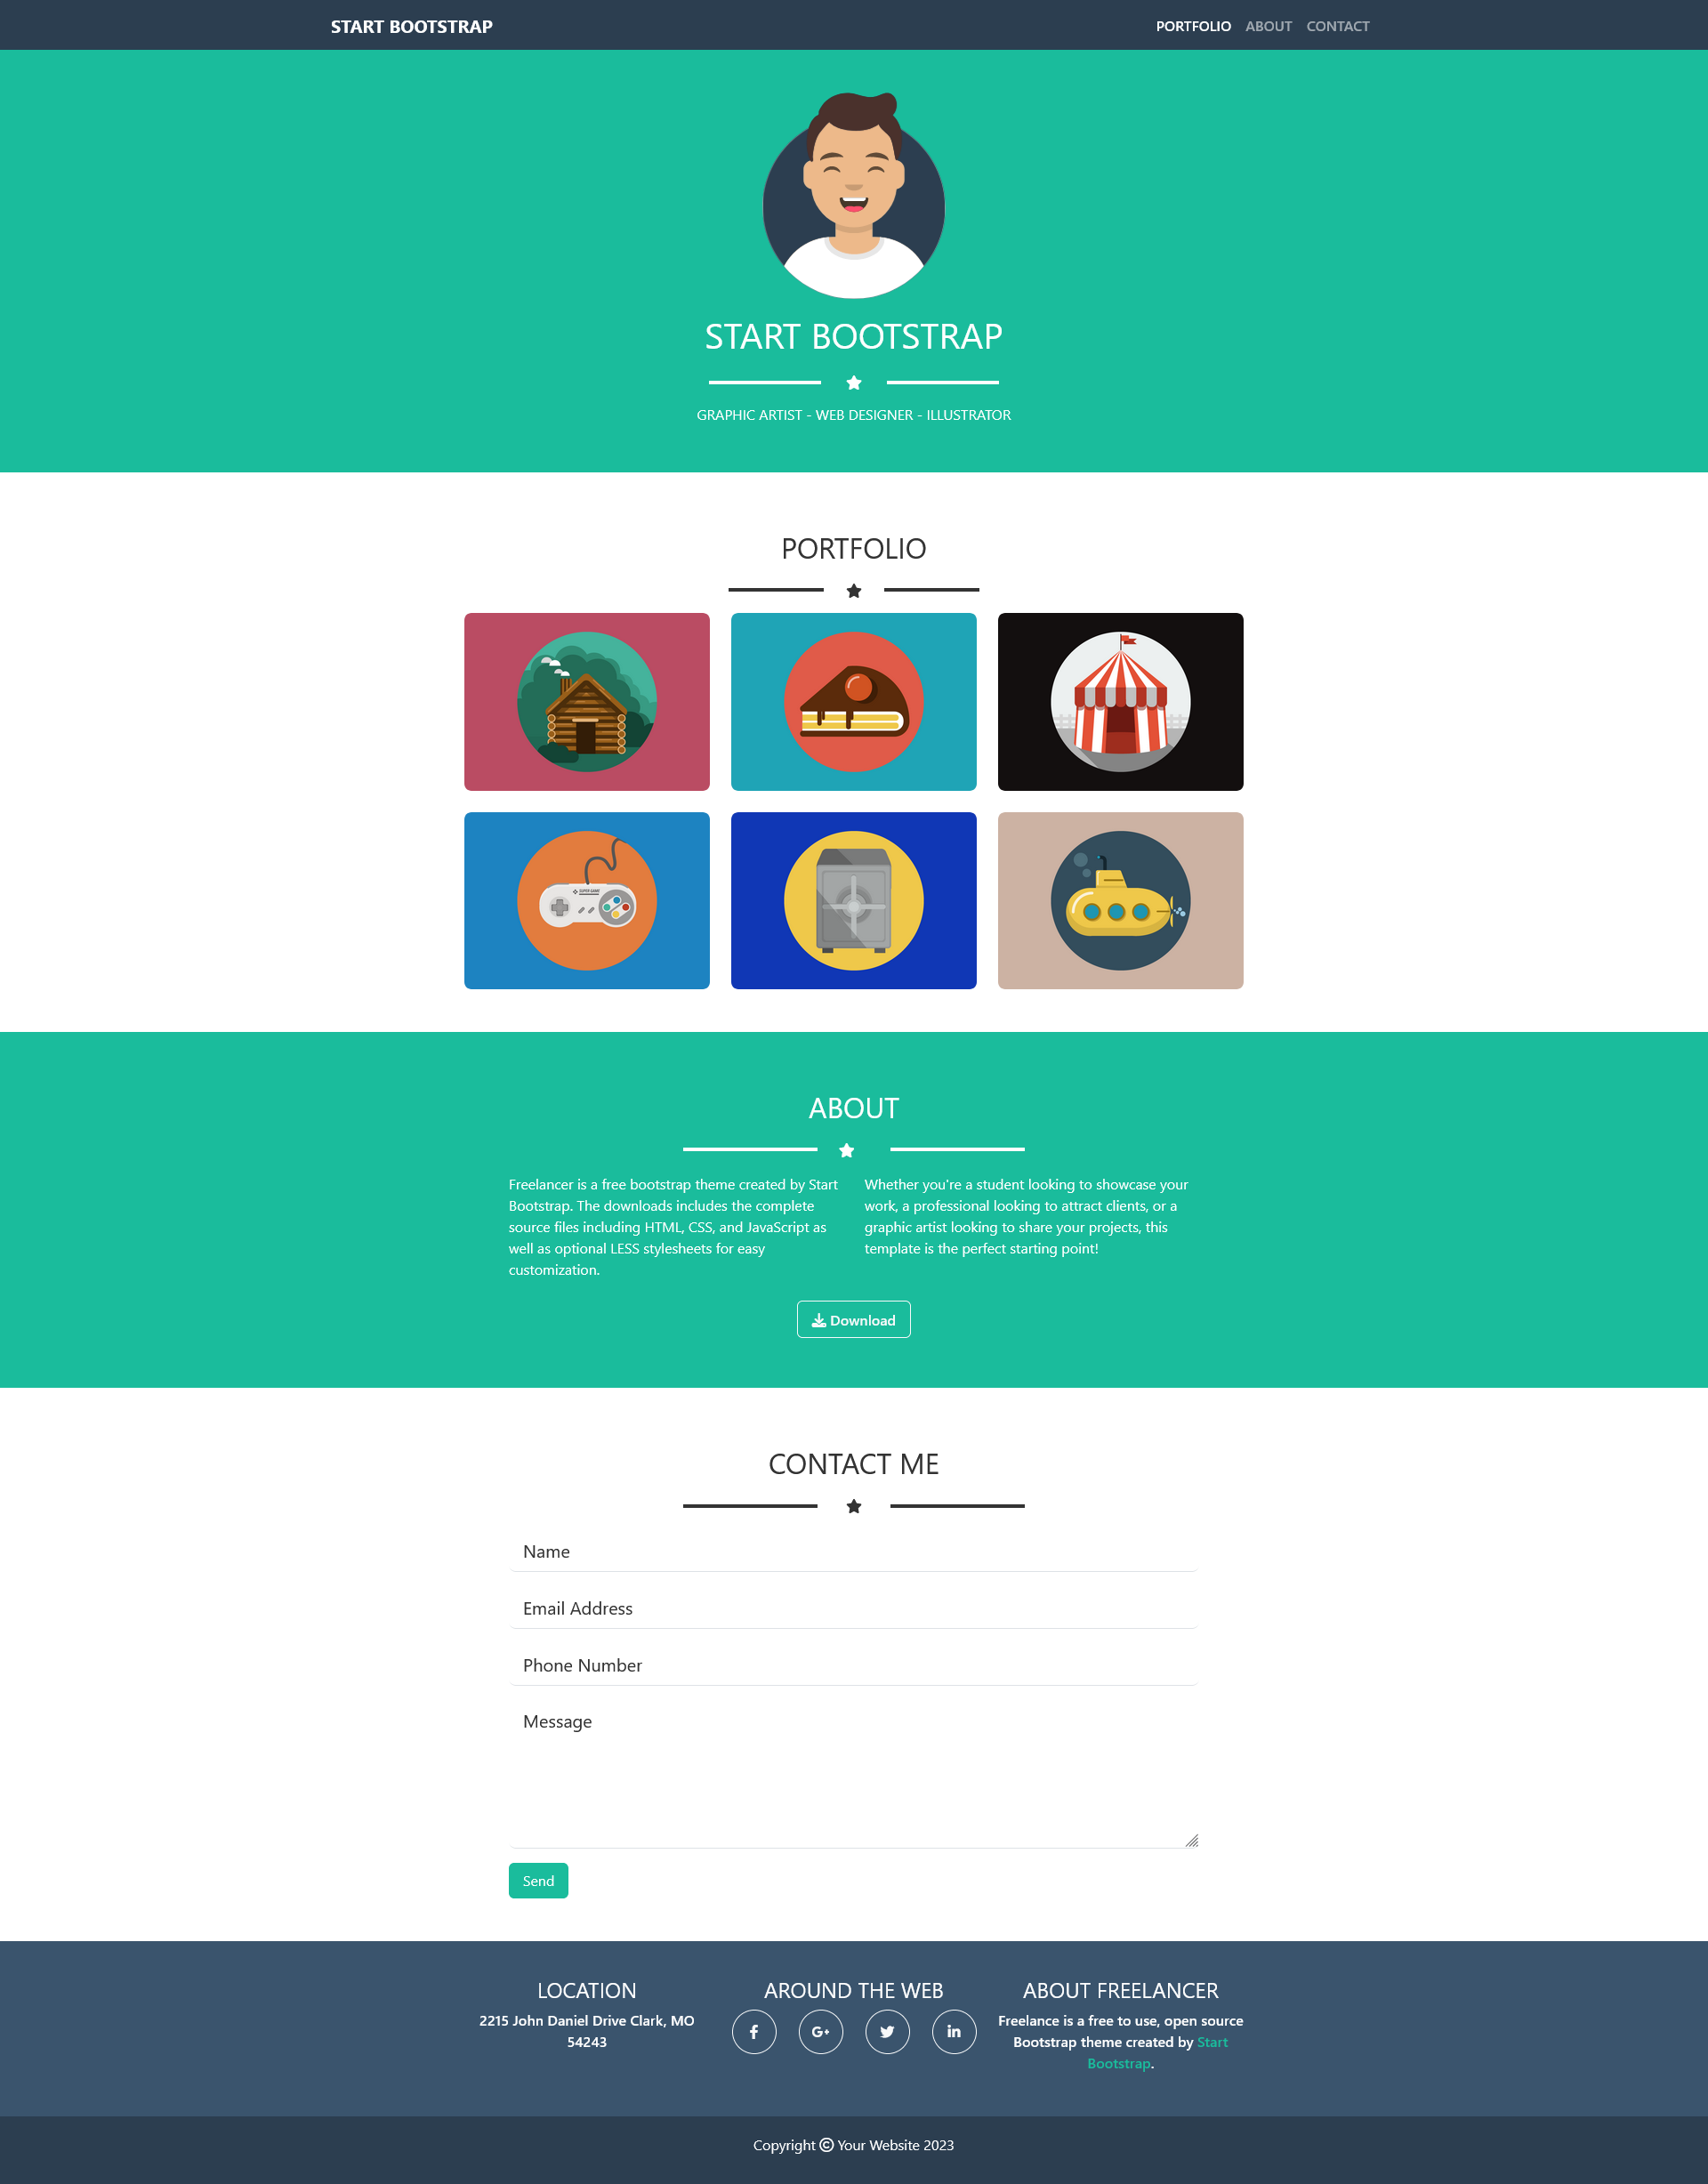 START BOOTSTRAP
PORTFOLIO ABOUT CONTACT
START BOOTSTRAP
GRAPHIC ARTIST - WEB DESIGNER - ILLUSTRATOR
PORTFOLIO
SUPER GAME
ABOUT
Freelancer is a free bootstrap theme created by Start
Bootstrap. The downloads includes the complete
source files including HTML, CSS, and JavaScript as
well as optional LESS stylesheets for easy
customization.
Whether you're a student looking to showcase your
work, a professional looking to attract clients, or a
graphic artist looking to share your projects, this
template is the perfect starting point!
Download
CONTACT ME
Name
Email Address
Phone Number
Message
Send
LOCATION
2215 John Daniel Drive Clark, MO
54243
AROUND THE WEB
f G+ in
ABOUT FREELANCER
Freelance is a free to use, open source
Bootstrap theme created by Start
Bootstrap.
Copyright © Your Website 2023